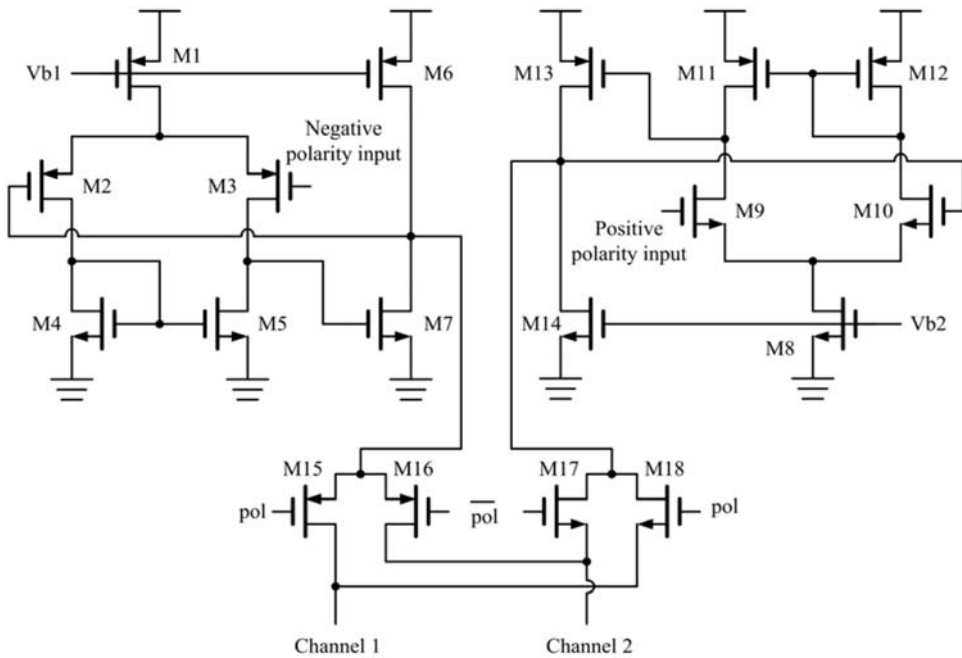 M1
Vb1
M6
M13
M11
M12
Negative
polarity input
M2
M3
M9
M10
Positive
polarity input
M4
M5
M7
M14
Vb2
M8
M15
M16
M17
M18
pol
pol
pol
Channel 1
Channel 2